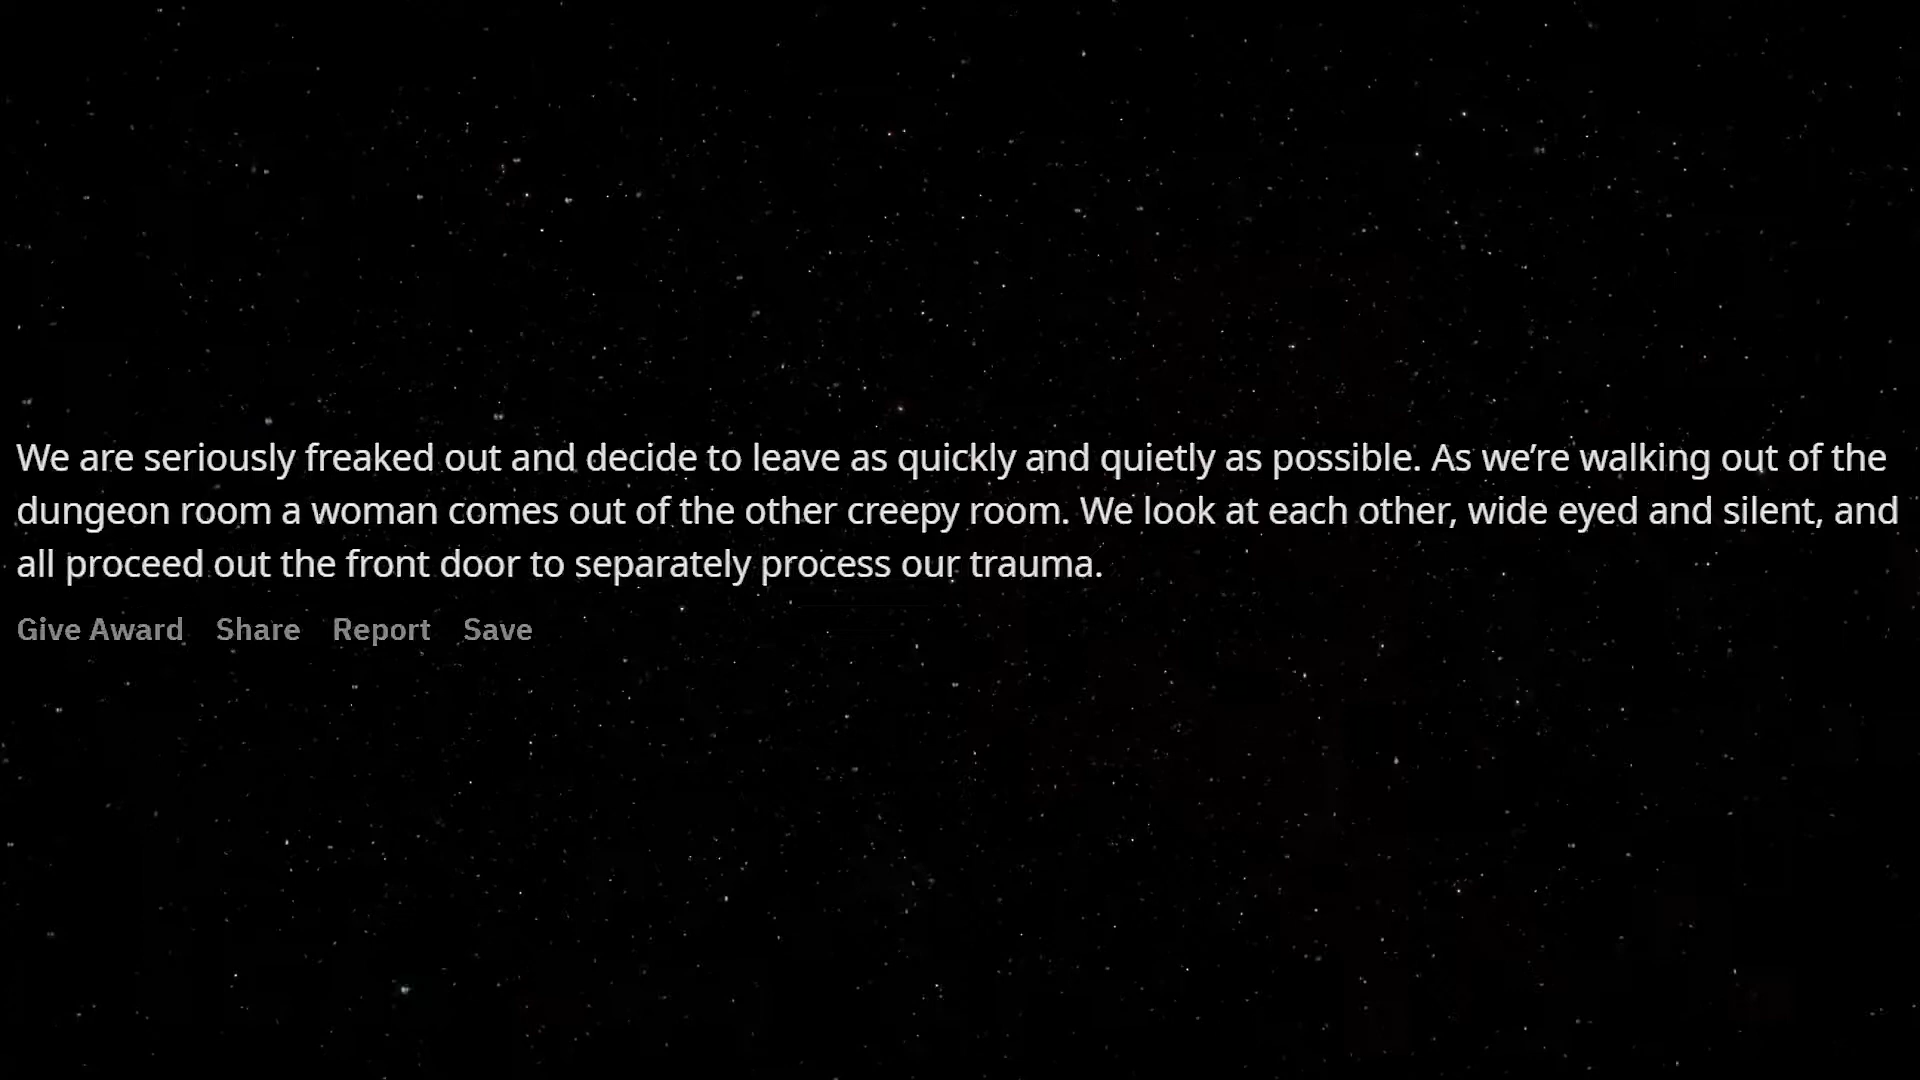 We are seriously freaked out and decide to leave as quickly and quietly as possible. As we’re walking out of the
dungeon room a woman comes out of the other creepy room. We look at each other, wide eyed and silent, and
all proceed out the front door to separately process our trauma.
Give Award Share Report Save